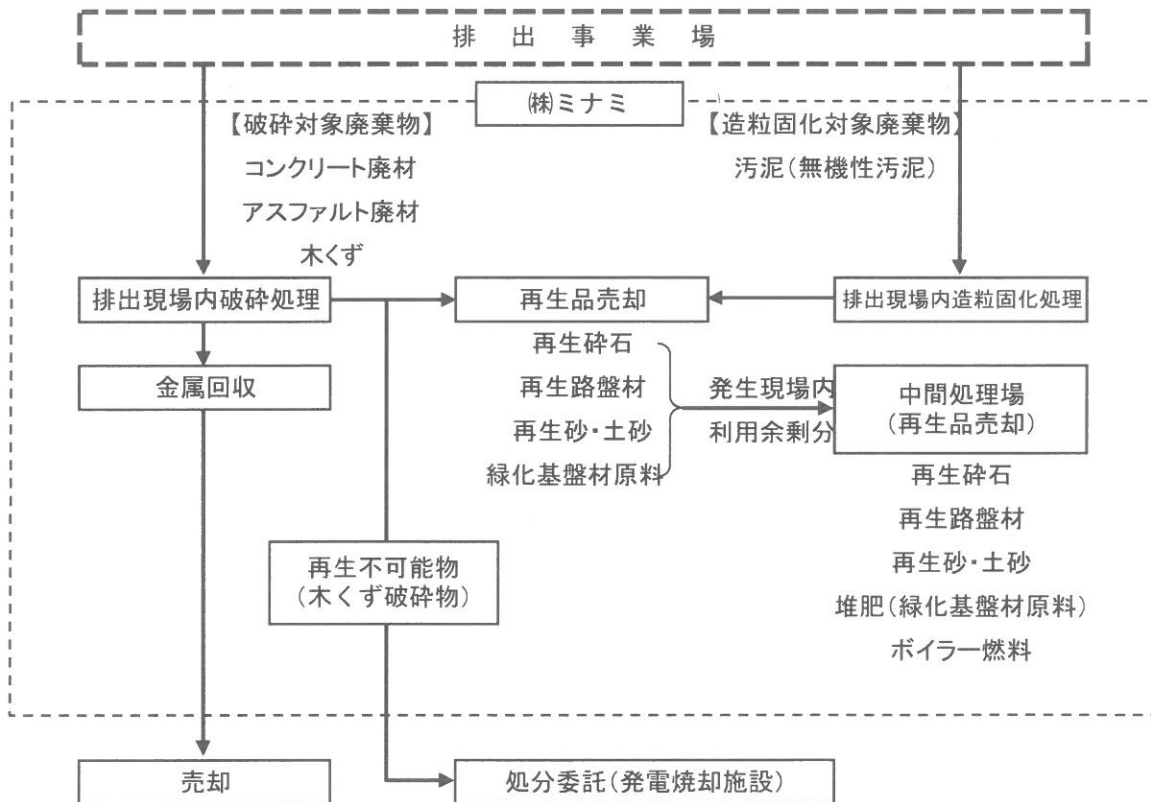 排出事業場
㈱ミナミ
【破砕対象廃棄物】
コンクリート廃材
アスファルト廃材
木くず
【造粒固化対象廃棄物】
汚泥(無機性汚泥)
排出現場内破砕処理
再生品売却
排出現場内造粒固化処理
金属回収
再生砕石
再生路盤材
再生砂・土砂
緑化基盤材原料
発生現場内
利用余剰分
中間処理場
(再生品売却)
再生砕石
再生路盤材
再生砂・土砂
堆肥(緑化基盤材原料)
ボイラー燃料
再生不可能物
(木くず破砕物)
売却
処分委託(発電焼却施設)